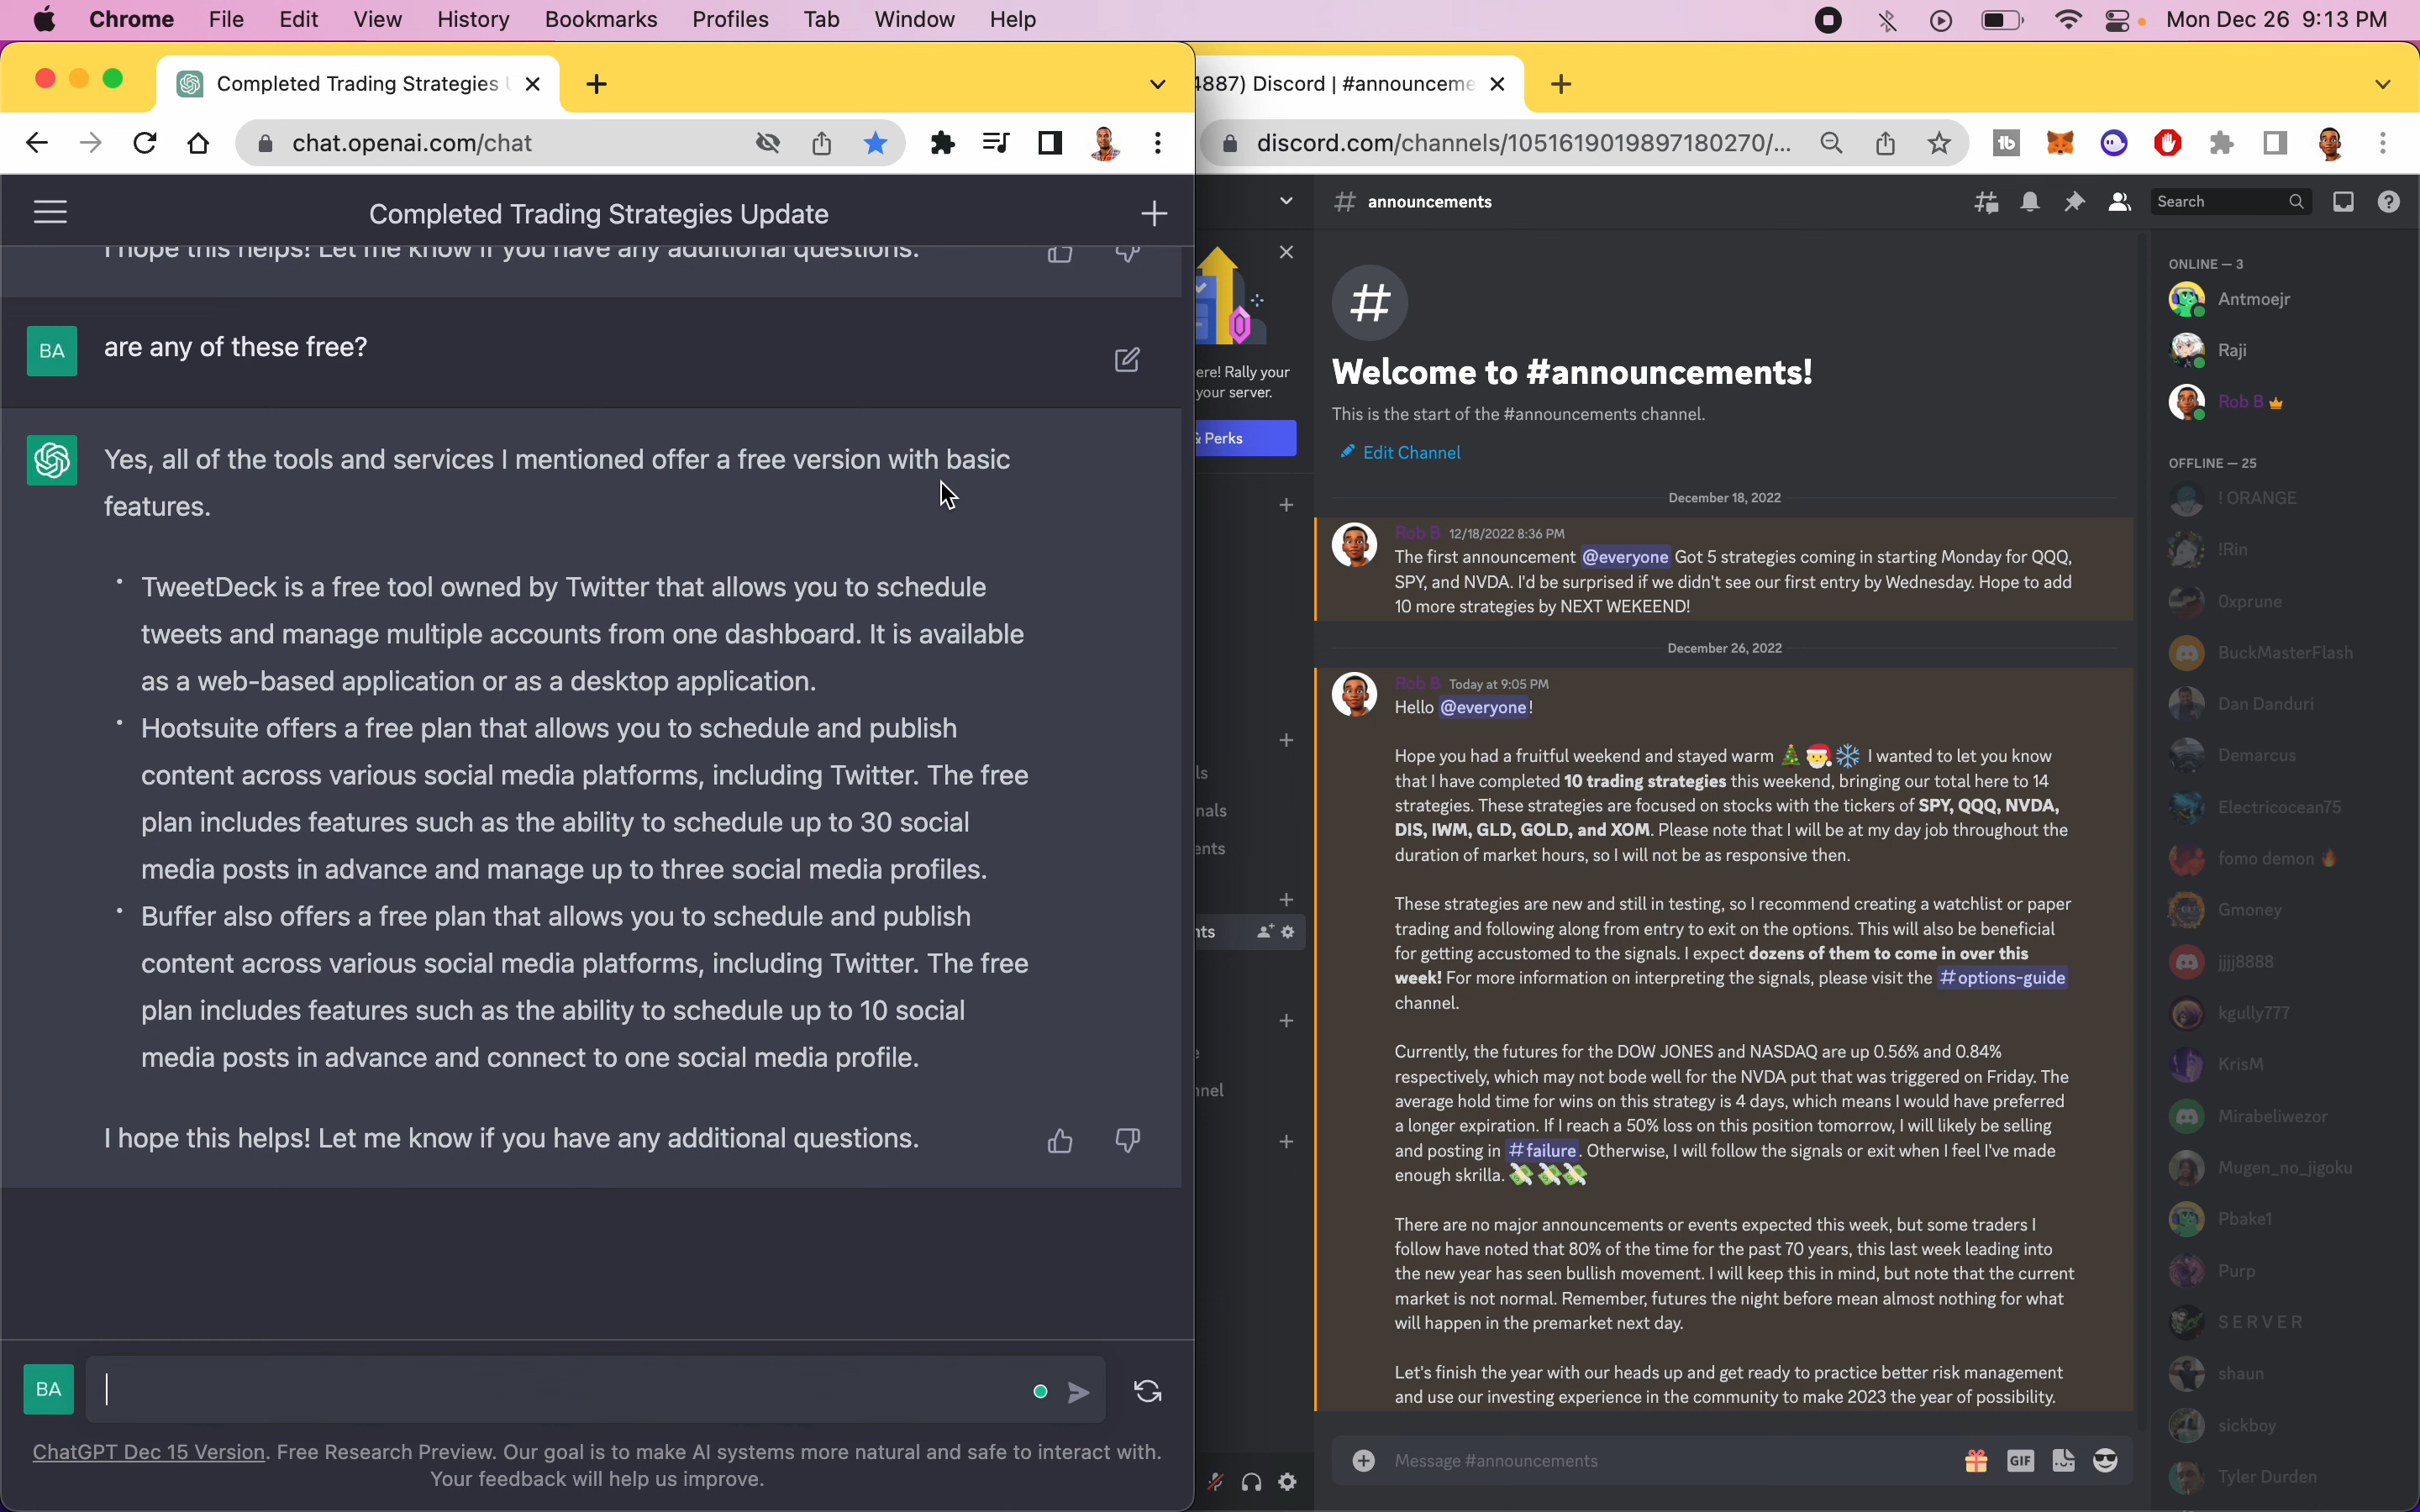 Chrome File Edit View History Bookmarks Profiles Tab Window Help Mon Dec 26 9:13 PM
Completed Trading Strategies
chat.openai.com/chat
Completed Trading Strategies Update
I hope this helps! Let me know if you have any additional questions.
BA are any of these free?
Yes, all of the tools and services I mentioned offer a free version with basic
features.
• TweetDeck is a free tool owned by Twitter that allows you to schedule
tweets and manage multiple accounts from one dashboard. It is available
as a web-based application or as a desktop application.
• Hootsuite offers a free plan that allows you to schedule and publish
content across various social media platforms, including Twitter. The free
plan includes features such as the ability to schedule up to 30 social
media posts in advance and manage up to three social media profiles.
• Buffer also offers a free plan that allows you to schedule and publish
content across various social media platforms, including Twitter. The free
plan includes features such as the ability to schedule up to 10 social
media posts in advance and connect to one social media profile.
I hope this helps! Let me know if you have any additional questions.
BA
ChatGPT Dec 15 Version. Free Research Preview. Our goal is to make AI systems more natural and safe to interact with.
Your feedback will help us improve.
4887) Discord | #announceme
discord.com/channels/1051619019897180270/...
ere! Rally your
your server.
& Perks
ls
nals
ents
nts
e
nnel
# announcements
Search
Welcome to #announcements!
This is the start of the #announcements channel.
Edit Channel
December 18, 2022
Rob B 12/18/2022 8:36 PM
The first announcement @everyone Got 5 strategies coming in starting Monday for QQQ,
SPY, and NVDA. I'd be surprised if we didn't see our first entry by Wednesday. Hope to add
10 more strategies by NEXT WEKEEND!
December 26, 2022
Rob B Today at 9:05 PM
Hello @everyone!
Hope you had a fruitful weekend and stayed warm 🎄🎅❄️ I wanted to let you know
that I have completed 10 trading strategies this weekend, bringing our total here to 14
strategies. These strategies are focused on stocks with the tickers of SPY, QQQ, NVDA,
DIS, IWM, GLD, GOLD, and XOM. Please note that I will be at my day job throughout the
duration of market hours, so I will not be as responsive then.
These strategies are new and still in testing, so I recommend creating a watchlist or paper
trading and following along from entry to exit on the options. This will also be beneficial
for getting accustomed to the signals. I expect dozens of them to come in over this
week! For more information on interpreting the signals, please visit the #options-guide
channel.
Currently, the futures for the DOW JONES and NASDAQ are up 0.56% and 0.84%
respectively, which may not bode well for the NVDA put that was triggered on Friday. The
average hold time for wins on this strategy is 4 days, which means I would have preferred
a longer expiration. If I reach a 50% loss on this position tomorrow, I will likely be selling
and posting in #failure. Otherwise, I will follow the signals or exit when I feel I've made
enough skrilla. 💸💸💸
There are no major announcements or events expected this week, but some traders I
follow have noted that 80% of the time for the past 70 years, this last week leading into
the new year has seen bullish movement. I will keep this in mind, but note that the current
market is not normal. Remember, futures the night before mean almost nothing for what
will happen in the premarket next day.
Let's finish the year with our heads up and get ready to practice better risk management
and use our investing experience in the community to make 2023 the year of possibility.
Message #announcements
GIF
ONLINE — 3
Antmoejr
Raji
Rob B
OFFLINE — 25
! ORANGE
!Rin
0xprune
BuckMasterFlash
Dan Danduri
Demarcus
Electricocean75
fomo demon 🔥
Gmoney
jjjj8888
kgully777
KrisM
Mirabeliwezor
Mugen_no_jigoku
Pbake1
Purp
S E R V E R
shaun
sickboy
Tyler Durden